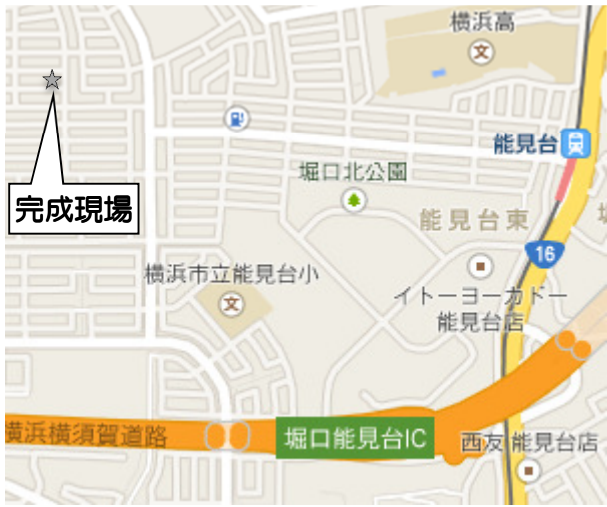 横浜高
能見台
堀口北公園
完成現場
能見台東
16
横浜市立能見台小
イトーヨーカドー
能見台店
横浜横須賀道路
堀口能見台IC
西友 能見台店